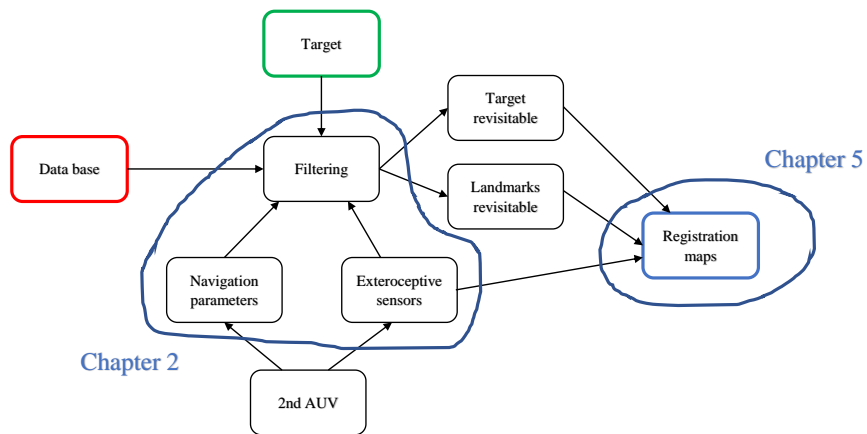 Target
Target
revisitable
Data base
Filtering
Chapter 5
Landmarks
revisitable
Registration
maps
Navigation
parameters
Exteroceptive
sensors
Chapter 2
2nd AUV